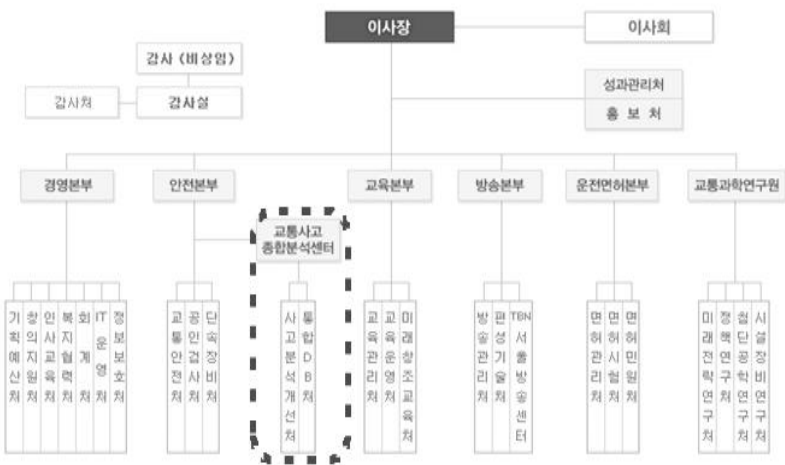 이사장
이사회
감사 (비상임)
감사처
감사실
성과관리처
홍 보 처
경영본부
안전본부
교육본부
방송본부
운전면허본부
교통과학연구원
교통사고
종합분석센터
기획예산처
창의지원처
인사교육처
복지협력처
회계처
IT운영처
정보보호처
교통안전처
공인검사처
단속장비처
사고분석개선처
통합DB처
교육관리처
교육운영처
미래창조교육처
방송관리처
편성기술처
TBN서울방송센터
면허관리처
면허시험처
면허민원처
미래전략연구처
정책연구처
첨단공학연구처
시설장비연구처